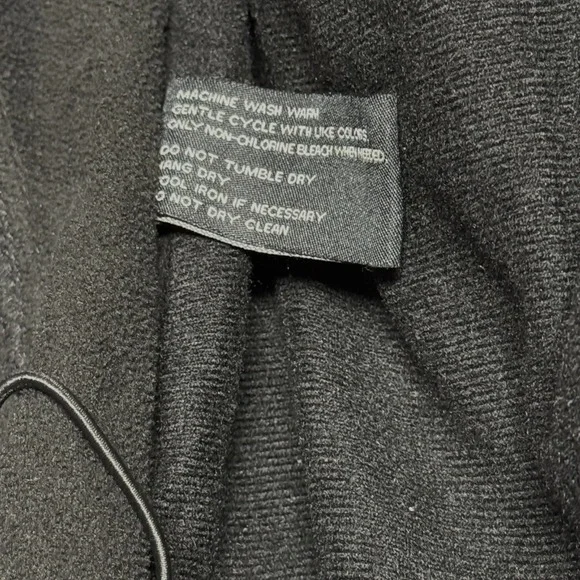 MACHINE WASH WARM
GENTLE CYCLE WITH LIKE COLORS
ONLY NON-CHLORINE BLEACH WHEN NEEDED
DO NOT TUMBLE DRY
HANG DRY
COOL IRON IF NECESSARY
DO NOT DRY CLEAN